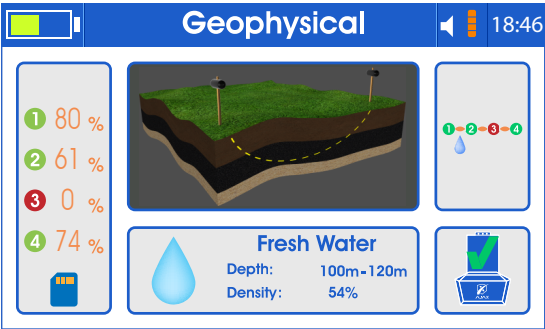 Geophysical
18:46
1 80 %
2 61 %
3 0 %
4 74 %
1 2 3 4
Fresh Water
Depth: 100m-120m
Density: 54%
AJAX